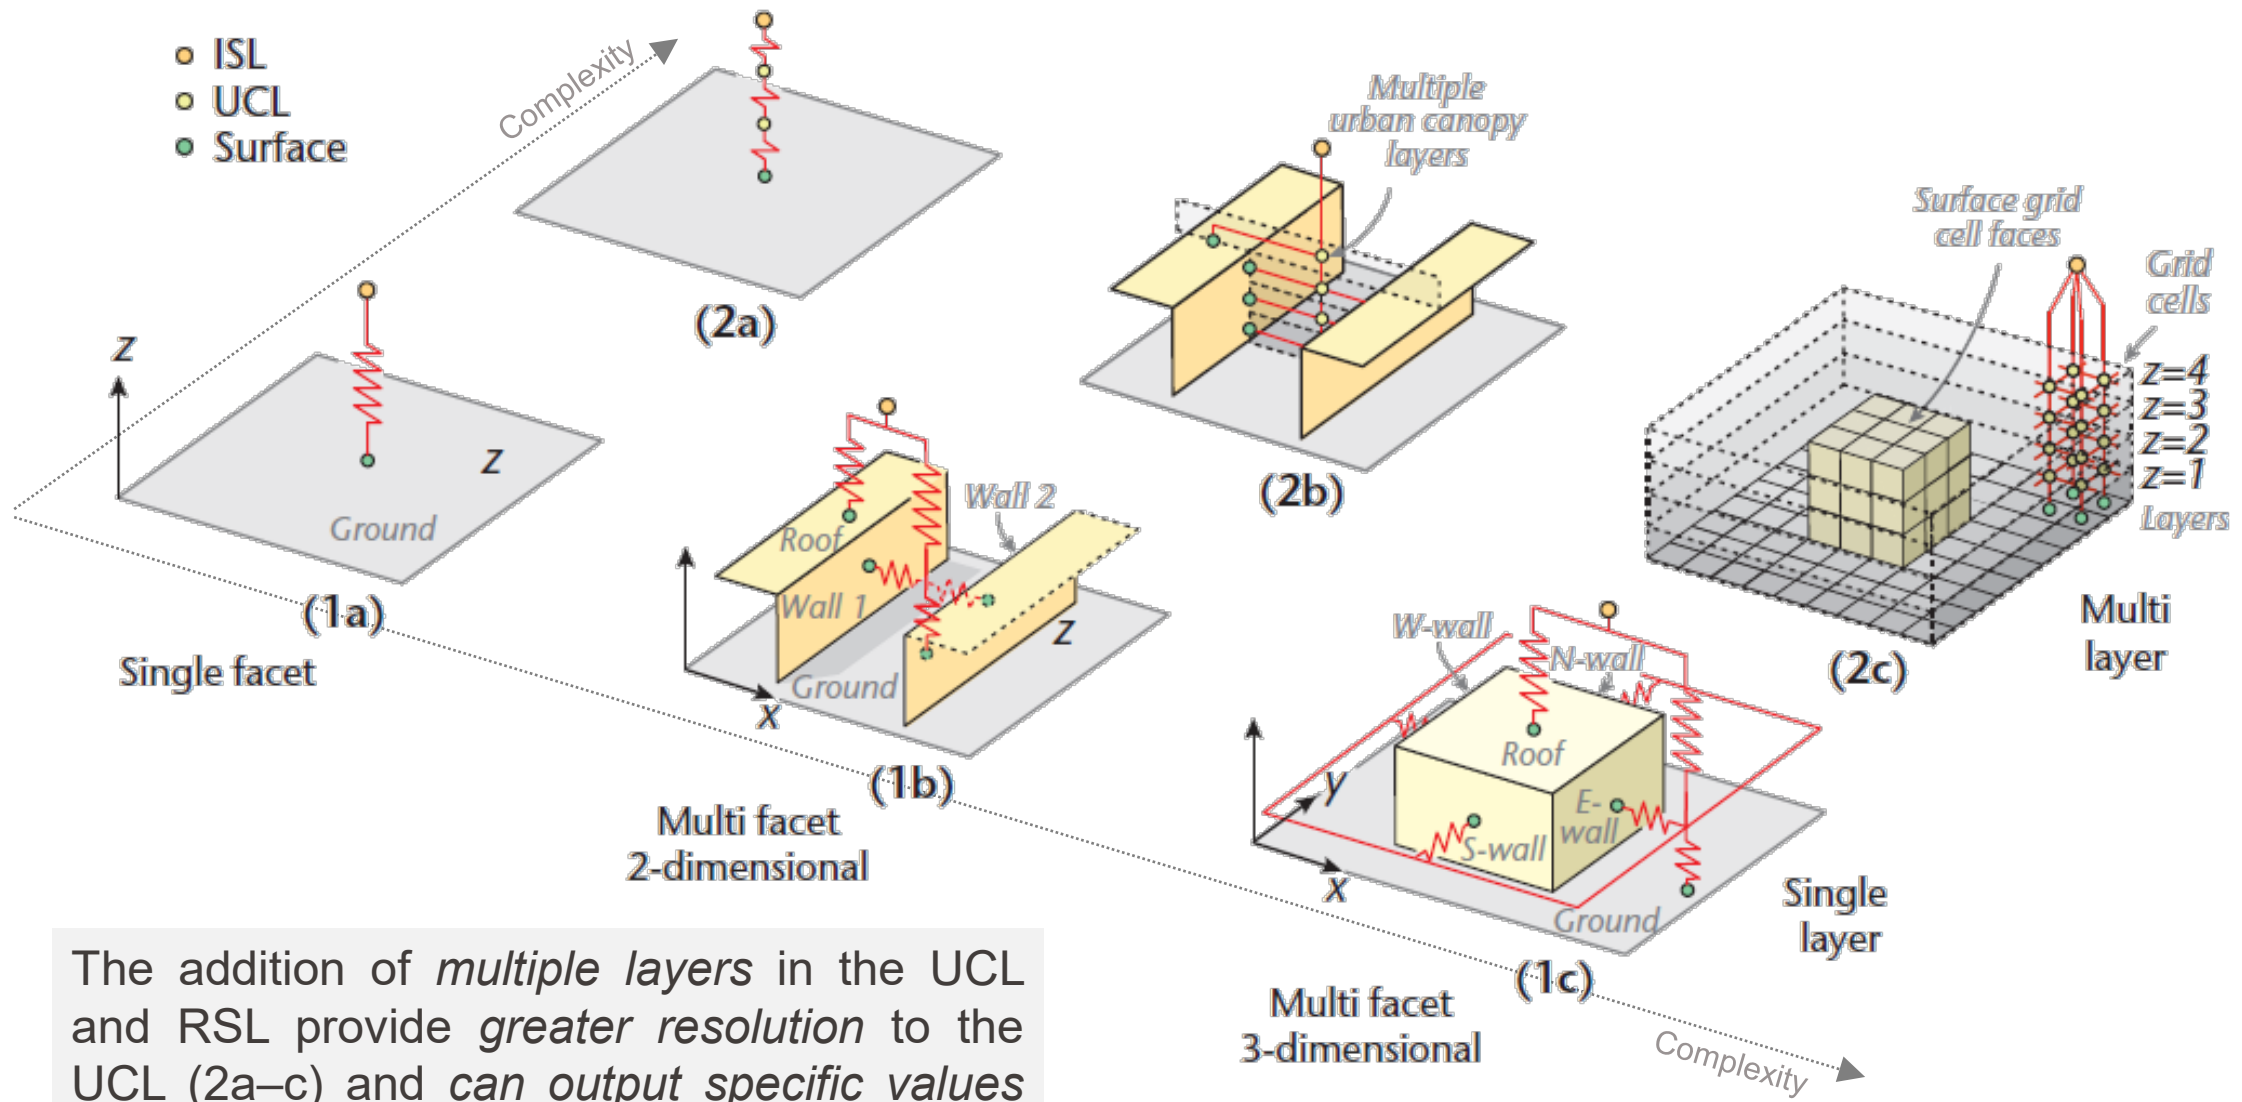 ISL
UCL
Surface
Complexity
(2a)
Multiple
urban canopy
layers
(2b)
Surface grid
cell faces
Grid
cells
z=4
z=3
z=2
z=1
Layers
(2c)
Multi
layer
z
z
Ground
(1a)
Single facet
Wall 2
Roof
Wall 1
z
Ground
x
(1b)
Multi facet
2-dimensional
W-wall
N-wall
Roof
y
E-
wall
S-wall
x
Ground
Single
layer
(1c)
Multi facet
3-dimensional
Complexity
The addition of multiple layers in the UCL
and RSL provide greater resolution to the
UCL (2a–c) and can output specific values